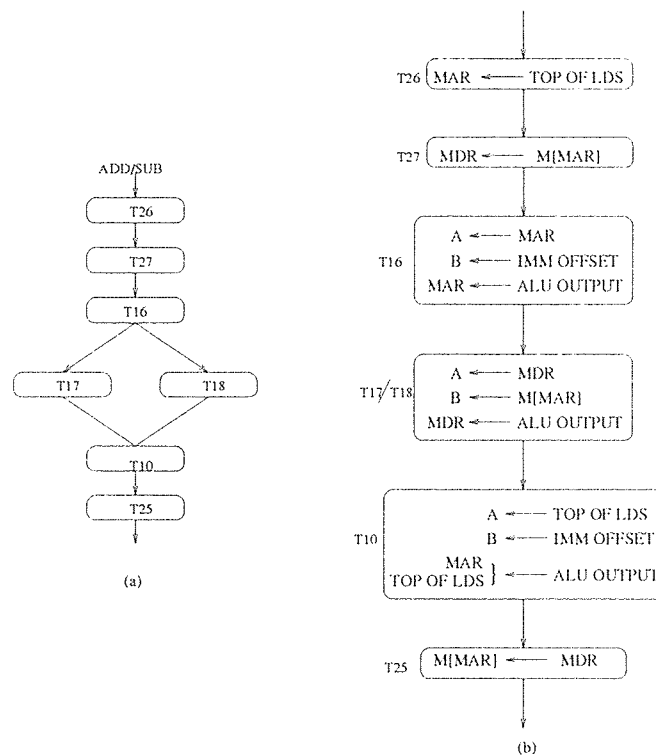 ADD/SUB
T26
T27
T16
T17 T18
T10
T25
(a)
T26 MAR TOP OF LDS
T27 MDR M[MAR]
A MAR
T16 B IMM OFFSET
MAR ALU OUTPUT
A MDR
T17/T18 B M[MAR]
MDR ALU OUTPUT
A TOP OF LDS
T10 B IMM OFFSET
MAR
TOP OF LDS } ALU OUTPUT
T25 M[MAR] MDR
(b)